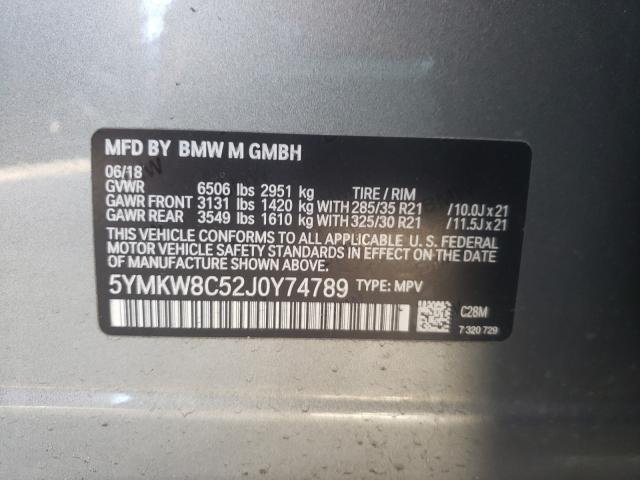 MFD BY BMW M GMBH
06/18
GVWR 6506 lbs 2951 kg TIRE / RIM
GAWR FRONT 3131 lbs 1420 kg WITH 285/35 R21 /10.0J x 21
GAWR REAR 3549 lbs 1610 kg WITH 325/30 R21 /11.5J x 21
THIS VEHICLE CONFORMS TO ALL APPLICABLE U. S. FEDERAL
MOTOR VEHICLE SAFETY STANDARDS IN EFFECT ON THE
DATE OF MANUFACTURE SHOWN ABOVE.
5YMKW8C52J0Y74789 TYPE: MPV
C28M
7 320 729